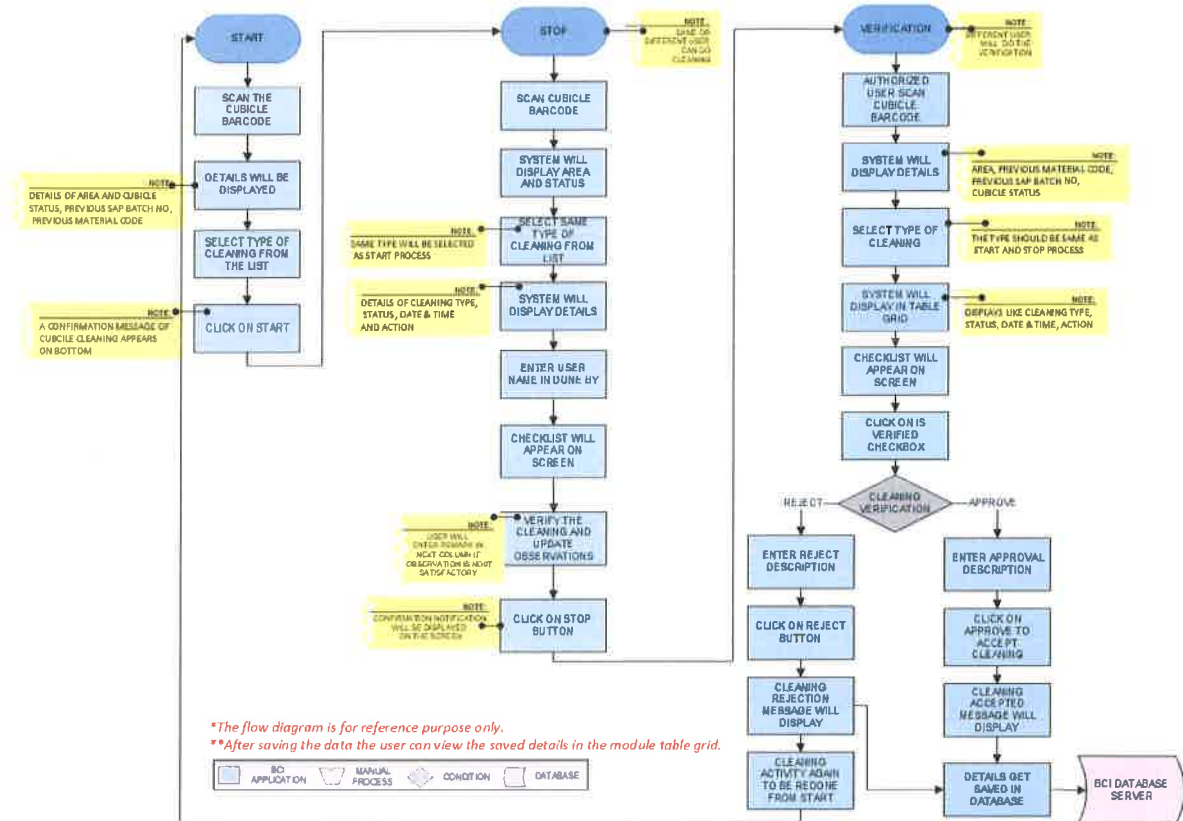 START
SCAN THE
CUBICLE
BARCODE
DETAILS WILL BE
DISPLAYED
NOTE:
DETAILS OF AREA AND CUBICLE
STATUS, PREVIOUS SAP BATCH NO,
PREVIOUS MATERIAL CODE
SELECT TYPE OF
CLEANING FROM
THE LIST
CLICK ON START
NOTE:
A CONFIRMATION MESSAGE OF
CUBCILE CLEANING APPEARS
ON BOTTOM
STOP
NOTE:
SAME OR
DIFFERENT USER
CAN DO
CLEANING
SCAN CUBICLE
BARCODE
SYSTEM WILL
DISPLAY AREA
AND STATUS
SELECT SAME
TYPE OF
CLEANING FROM
LIST
NOTE:
SAME TYPE WILL BE SELECTED
AS START PROCESS
SYSTEM WILL
DISPLAY DETAILS
NOTE:
DETAILS OF CLEANING TYPE,
STATUS, DATE & TIME
AND ACTION
ENTER USER
NAME IN DONE BY
CHECKLIST WILL
APPEAR ON
SCREEN
VERIFY THE
CLEANING AND
UPDATE
OBSERVATIONS
NOTE:
USER WILL
ENTER REMARK IN
NEXT COLUMN IF
OBSERVATION IS NOT
SATISFACTORY
CLICK ON STOP
BUTTON
NOTE:
CONFIRMATION NOTIFICATION
WILL BE DISPLAYED
ON THE SCREEN
VERIFICATION
NOTE:
DIFFERENT USER
WILL DO THE
VERIFICATION
AUTHORIZED
USER SCAN
CUBICLE
BARCODE
SYSTEM WILL
DISPLAY DETAILS
NOTE:
AREA, PREVIOUS MATERIAL CODE,
PREVIOUS SAP BATCH NO,
CUBICLE STATUS
SELECT TYPE OF
CLEANING
NOTE:
THE TYPE SHOULD BE SAME AS
START AND STOP PROCESS
SYSTEM WILL
DISPLAY IN TABLE
GRID
NOTE:
DISPLAYS LIKE CLEANING TYPE,
STATUS, DATE & TIME, ACTION
CHECKLIST WILL
APPEAR ON
SCREEN
CLICK ON IS
VERIFIED
CHECKBOX
CLEANING
VERIFICATION
REJECT
APPROVE
ENTER REJECT
DESCRIPTION
CLICK ON REJECT
BUTTON
CLEANING
REJECTION
MESSAGE WILL
DISPLAY
CLEANING
ACTIVITY AGAIN
TO BE REDONE
FROM START
ENTER APPROVAL
DESCRIPTION
CLICK ON
APPROVE TO
ACCEPT
CLEANING
CLEANING
ACCEPTED
MESSAGE WILL
DISPLAY
DETAILS GET
SAVED IN
DATABASE
BCI DATABASE
SERVER
*The flow diagram is for reference purpose only.
**After saving the data the user can view the saved details in the module table grid.
BCI
APPLICATION
MANUAL
PROCESS
CONDITION
DATABASE